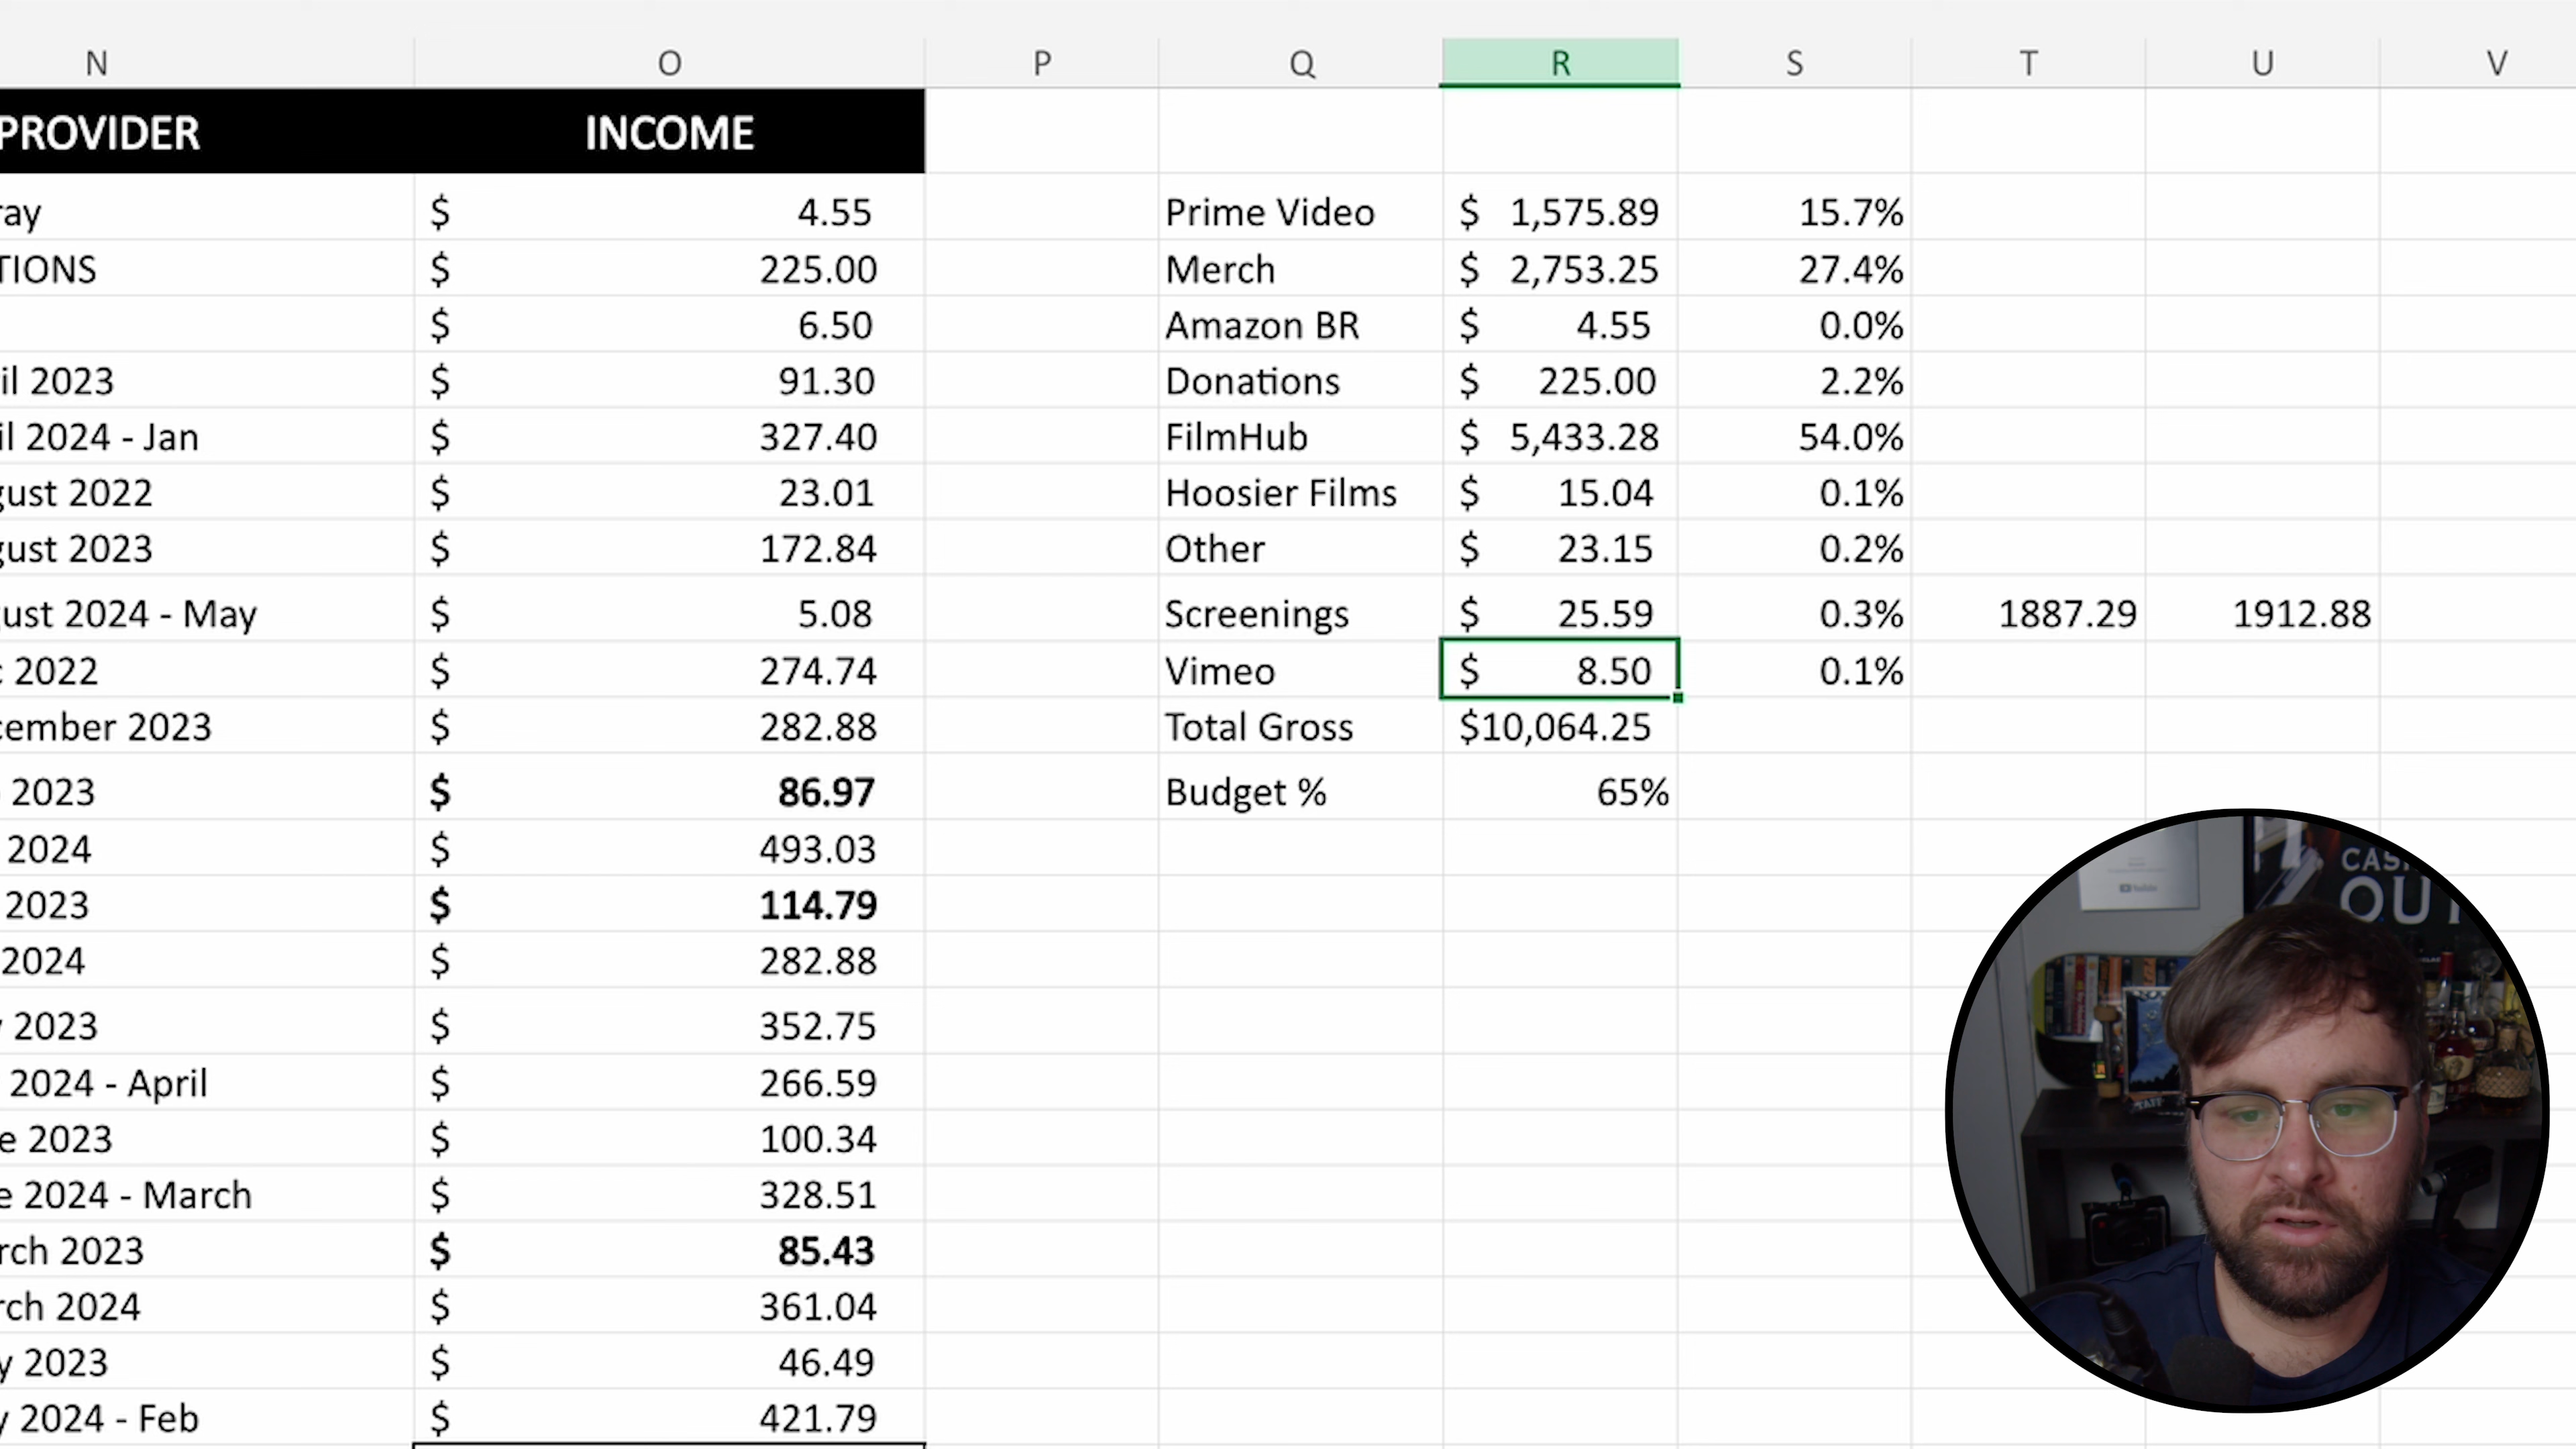 N O P Q R S T U V
PROVIDER INCOME
ray $ 4.55 Prime Video $ 1,575.89 15.7%
TIONS $ 225.00 Merch $ 2,753.25 27.4%
$ 6.50 Amazon BR $ 4.55 0.0%
il 2023 $ 91.30 Donations $ 225.00 2.2%
il 2024 - Jan $ 327.40 FilmHub $ 5,433.28 54.0%
gust 2022 $ 23.01 Hoosier Films $ 15.04 0.1%
gust 2023 $ 172.84 Other $ 23.15 0.2%
ust 2024 - May $ 5.08 Screenings $ 25.59 0.3% 1887.29 1912.88
2022 $ 274.74 Vimeo $ 8.50 0.1%
cember 2023 $ 282.88 Total Gross $10,064.25
2023 $ 86.97 Budget % 65%
2024 $ 493.03
2023 $ 114.79
2024 $ 282.88
y 2023 $ 352.75
2024 - April $ 266.59
e 2023 $ 100.34
e 2024 - March $ 328.51
rch 2023 $ 85.43
rch 2024 $ 361.04
y 2023 $ 46.49
y 2024 - Feb $ 421.79
CAS
OUT
YouTube